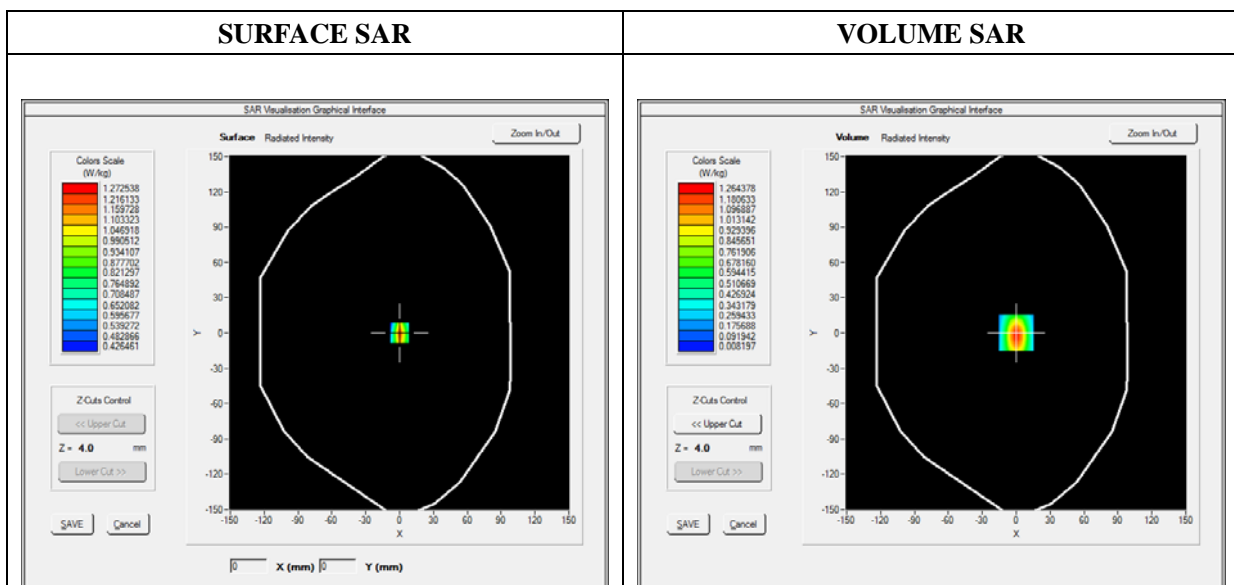 SURFACE SAR
VOLUME SAR
SAR Visualisation Graphical Interface
Surface Radiated Intensity
Zoom In/Out
Colors Scale
(W/kg)
1.272538
1.216133
1.159728
1.103323
1.046918
0.990512
0.934107
0.877702
0.821297
0.764892
0.708487
0.652082
0.595677
0.539272
0.482866
0.426461
Z-Cuts Control
<< Upper Cut
Z = 4.0 mm
Lower Cut >>
SAVE
Cancel
Y
150
120
90
60
30
0
-30
-60
-90
-120
-150
-150 -120 -90 -60 -30 0 30 60 90 120 150
X
0 X (mm) 0 Y (mm)
SAR Visualisation Graphical Interface
Volume Radiated Intensity
Zoom In/Out
Colors Scale
(W/kg)
1.264378
1.180633
1.096887
1.013142
0.929396
0.845651
0.761906
0.678160
0.594415
0.510669
0.426924
0.343179
0.259433
0.175688
0.091942
0.008197
Z-Cuts Control
<< Upper Cut
Z = 4.0 mm
Lower Cut >>
SAVE
Cancel
Y
150
120
90
60
30
0
-30
-60
-90
-120
-150
-150 -120 -90 -60 -30 0 30 60 90 120 150
X